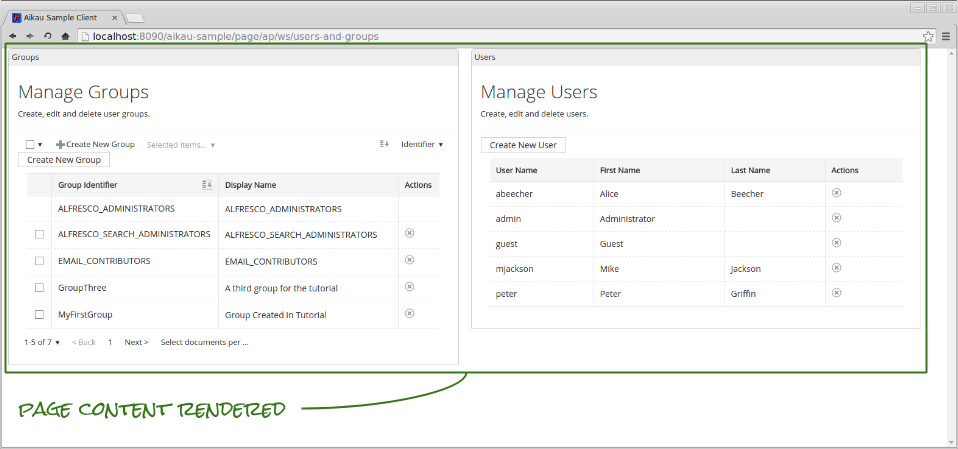 Aikau Sample Client
localhost:8090/aikau-sample/page/ap/ws/users-and-groups
Groups
Manage Groups
Create, edit and delete user groups.
Create New Group Selected Items... Identifier
Create New Group
Group Identifier Display Name Actions
ALFRESCO_ADMINISTRATORS ALFRESCO_ADMINISTRATORS
ALFRESCO_SEARCH_ADMINISTRATORS ALFRESCO_SEARCH_ADMINISTRATORS
EMAIL_CONTRIBUTORS EMAIL_CONTRIBUTORS
GroupThree A third group for the tutorial
MyFirstGroup Group Created In Tutorial
1-5 of 7 < Back 1 Next > Select documents per ...
Users
Manage Users
Create, edit and delete users.
Create New User
User Name First Name Last Name Actions
abeecher Alice Beecher
admin Administrator
guest Guest
mjackson Mike Jackson
peter Peter Griffin
PAGE CONTENT RENDERED